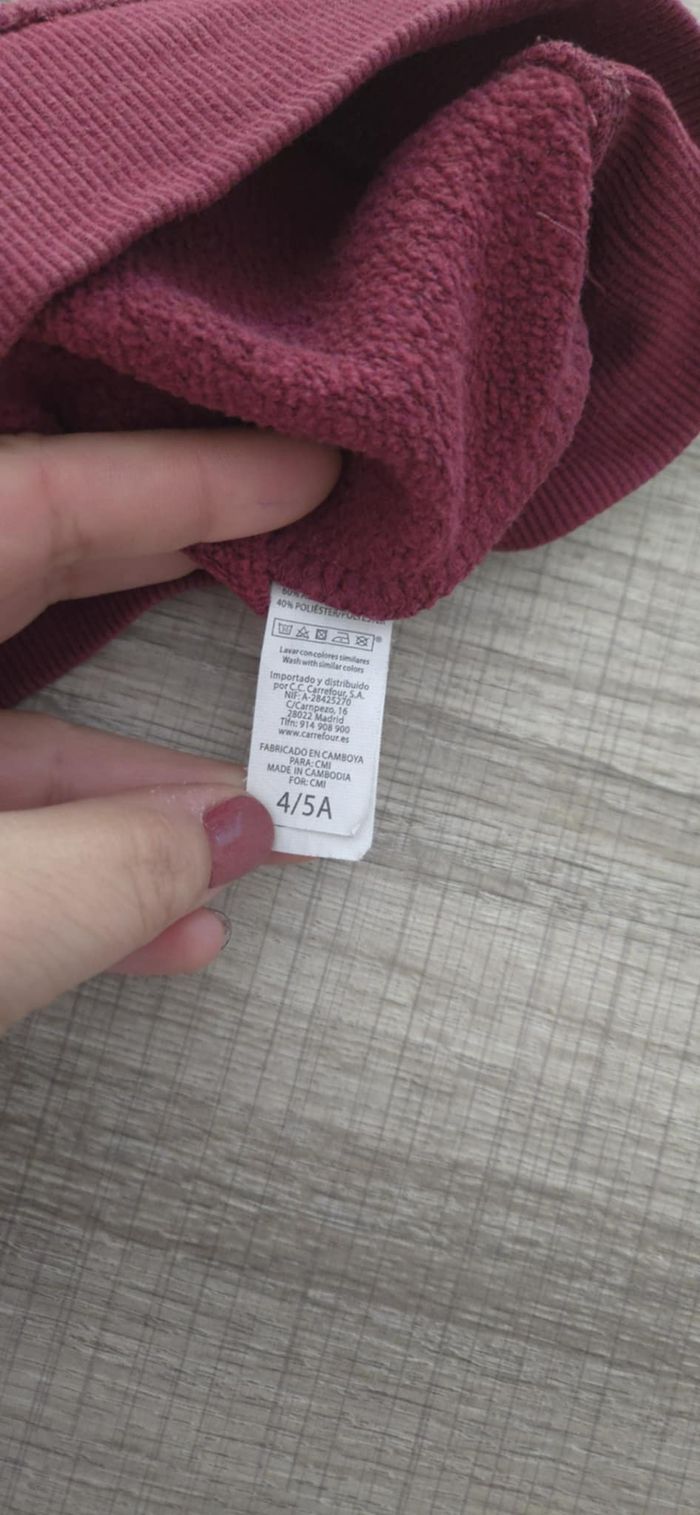 60%
40% POLIÉSTER/POLYESTER
Lavar con colores similares
Wash with similar colors
Importado y distribuido
por C.C. Carrefour, S.A.
NIF: A-28425270
C/Campezo, 16
28022 Madrid
Tlfn: 914 908 900
www.carrefour.es
FABRICADO EN CAMBOYA
PARA: CMI
MADE IN CAMBODIA
FOR: CMI
4/5A